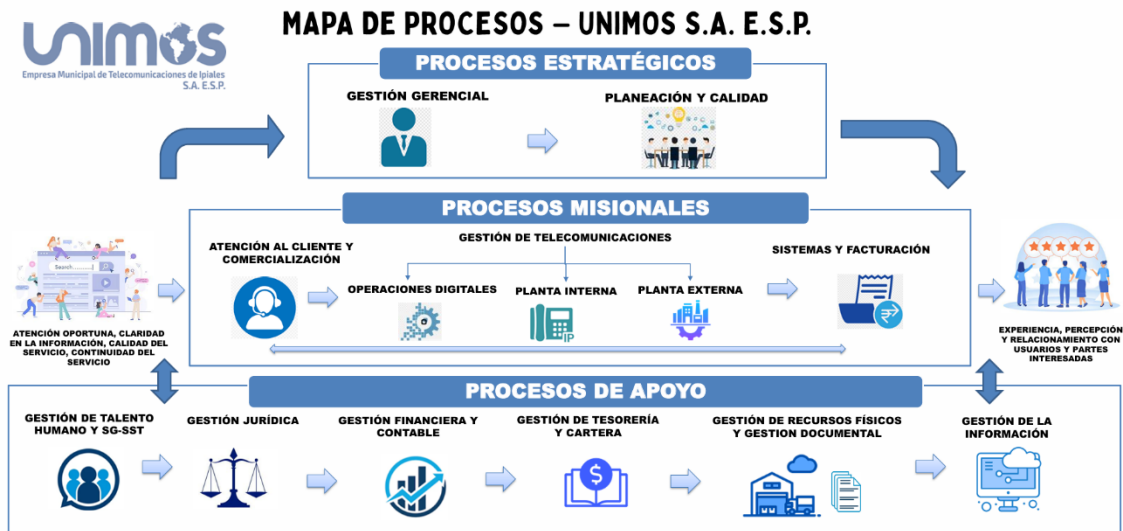 MAPA DE PROCESOS – UNIMOS S.A. E.S.P.
UNIMOS
Empresa Municipal de Telecomunicaciones de Ipiales
S.A. E.S.P.
PROCESOS ESTRATÉGICOS
GESTIÓN GERENCIAL
PLANEACIÓN Y CALIDAD
PROCESOS MISIONALES
ATENCIÓN AL CLIENTE Y
COMERCIALIZACIÓN
GESTIÓN DE TELECOMUNICACIONES
OPERACIONES DIGITALES
PLANTA INTERNA
IP
PLANTA EXTERNA
SISTEMAS Y FACTURACIÓN
Search
ATENCIÓN OPORTUNA, CLARIDAD
EN LA INFORMACIÓN, CALIDAD DEL
SERVICIO, CONTINUIDAD DEL
SERVICIO
EXPERIENCIA, PERCEPCIÓN
Y RELACIONAMIENTO CON
USUARIOS Y PARTES
INTERESADAS
PROCESOS DE APOYO
GESTIÓN DE TALENTO
HUMANO Y SG-SST
GESTIÓN JURÍDICA
GESTIÓN FINANCIERA Y
CONTABLE
GESTIÓN DE TESORERÍA
Y CARTERA
$
GESTIÓN DE RECURSOS FÍSICOS
Y GESTION DOCUMENTAL
GESTIÓN DE LA
INFORMACIÓN